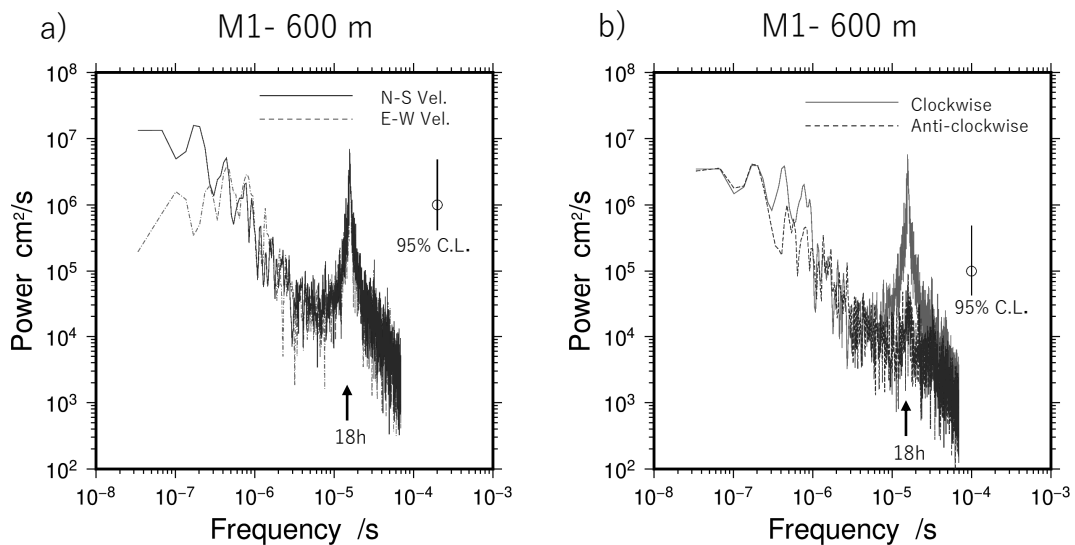 a) M1- 600 m
10⁸
10⁷
10⁶
10⁵
10⁴
10³
10²
Power cm²/s
N-S Vel.
E-W Vel.
95% C.L.
18h
10⁻⁸ 10⁻⁷ 10⁻⁶ 10⁻⁵ 10⁻⁴ 10⁻³
Frequency /s
b) M1- 600 m
10⁸
10⁷
10⁶
10⁵
10⁴
10³
10²
Power cm²/s
Clockwise
Anti-clockwise
95% C.L.
18h
10⁻⁸ 10⁻⁷ 10⁻⁶ 10⁻⁵ 10⁻⁴ 10⁻³
Frequency /s